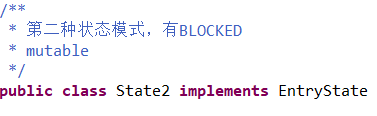 /**
* 第二种状态模式，有BLOCKED
* mutable
*/
public class State2 implements EntryState